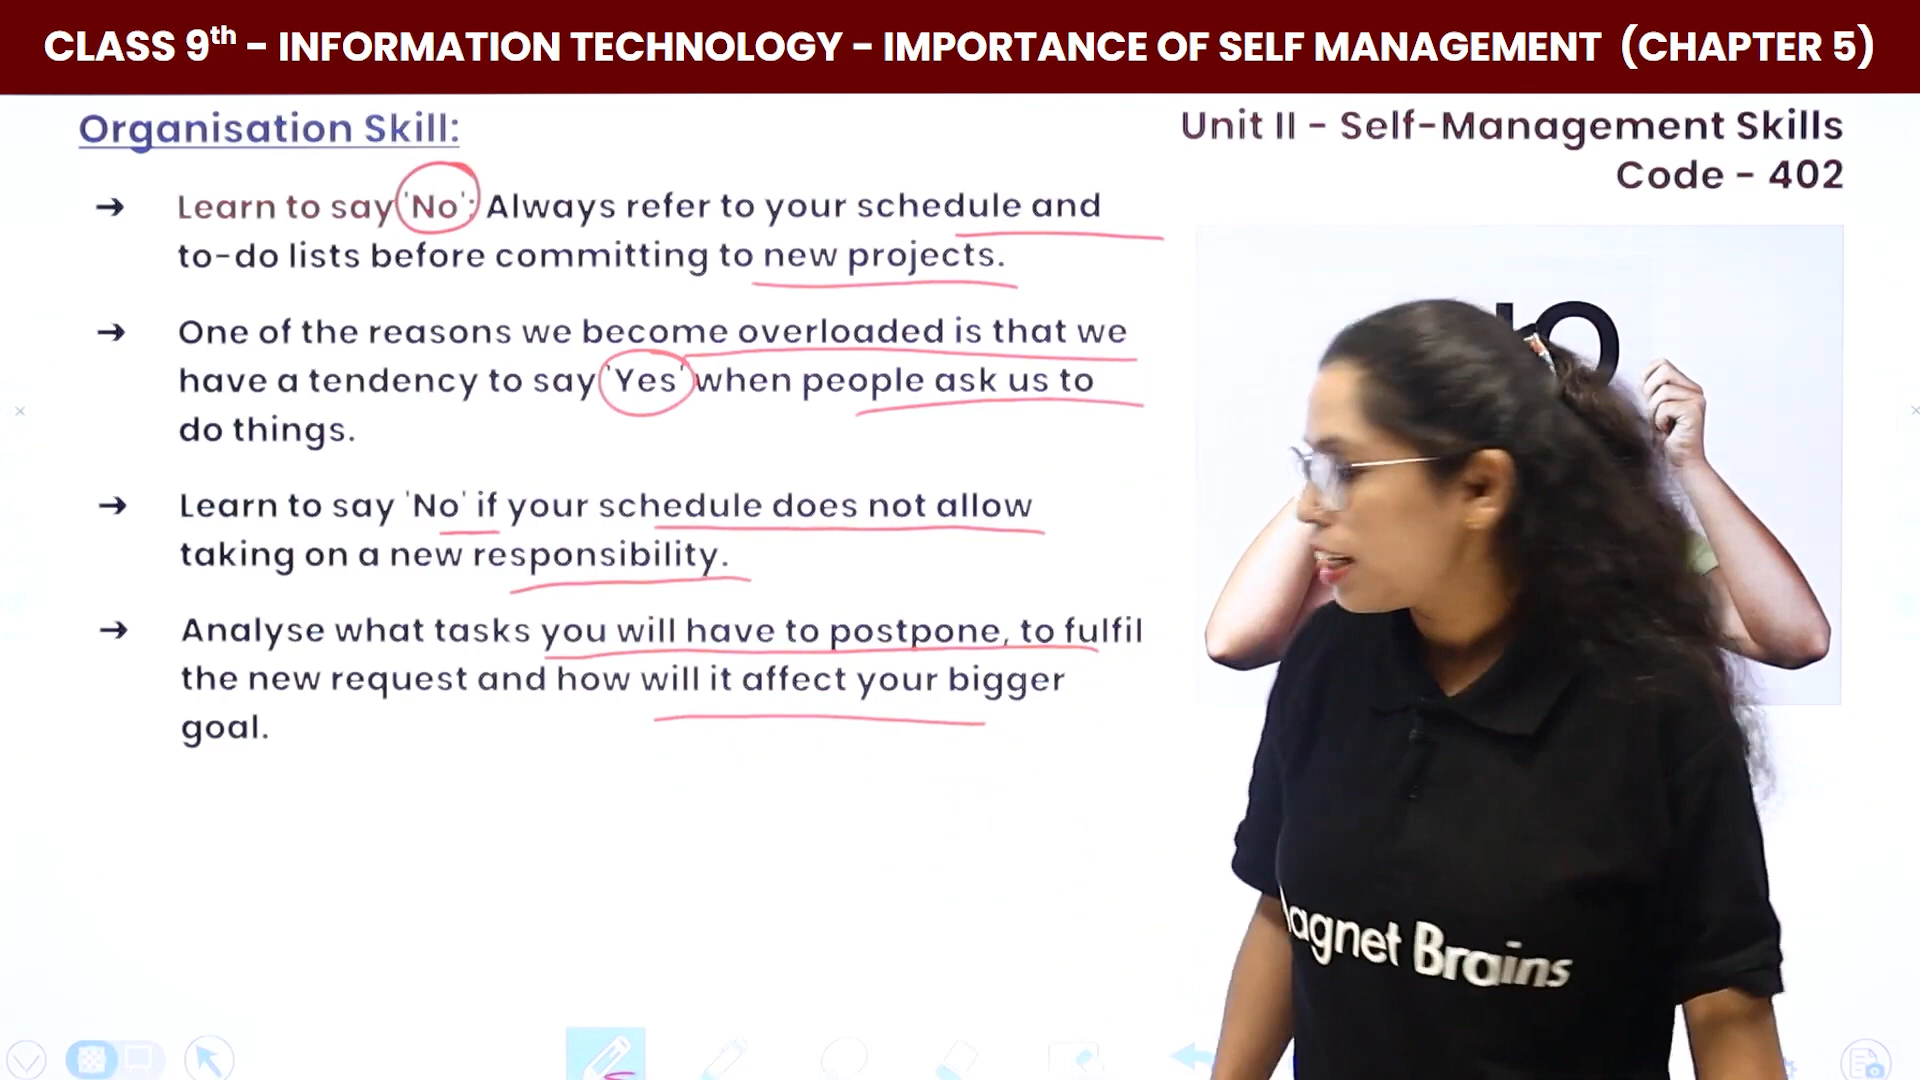 CLASS 9th – INFORMATION TECHNOLOGY – IMPORTANCE OF SELF MANAGEMENT (CHAPTER 5)
Organisation Skill:
Unit II - Self-Management Skills
Code - 402
➔ Learn to say 'No': Always refer to your schedule and
to-do lists before committing to new projects.
➔ One of the reasons we become overloaded is that we
have a tendency to say 'Yes' when people ask us to
do things.
➔ Learn to say 'No' if your schedule does not allow
taking on a new responsibility.
➔ Analyse what tasks you will have to postpone, to fulfil
the new request and how will it affect your bigger
goal.
Brains